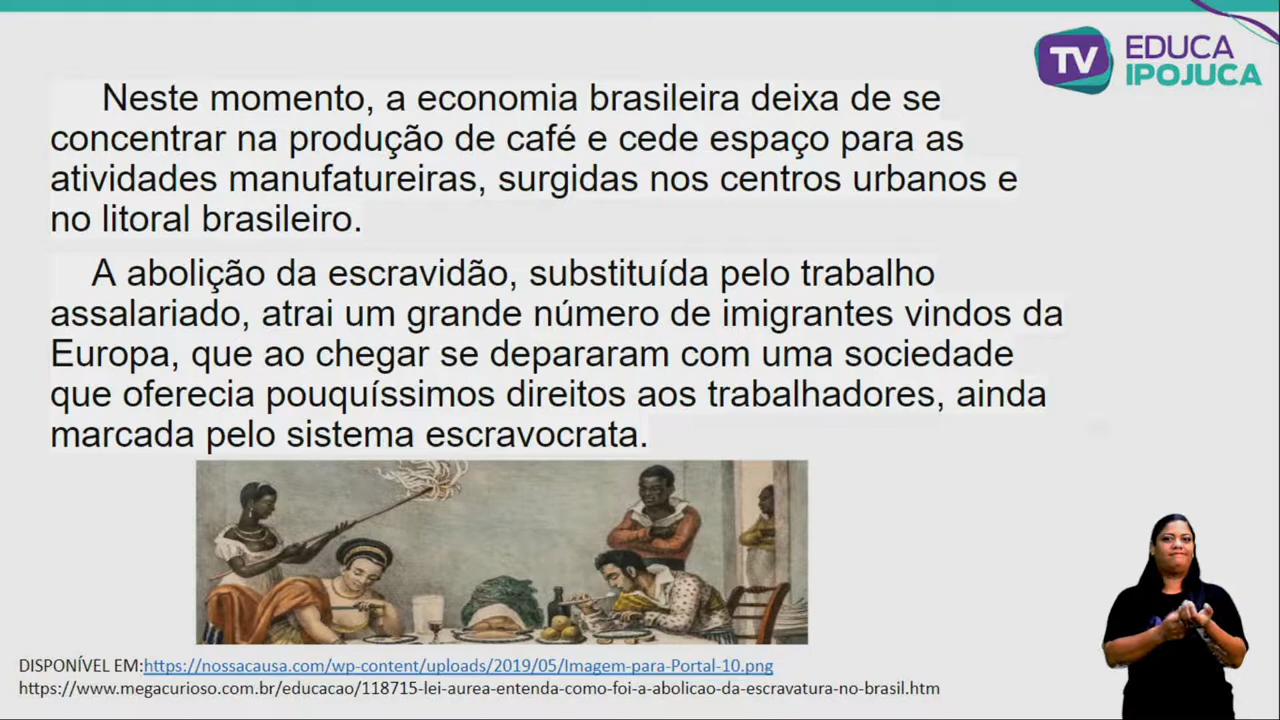 TV EDUCA
IPOJUCA
Neste momento, a economia brasileira deixa de se
concentrar na produção de café e cede espaço para as
atividades manufatureiras, surgidas nos centros urbanos e
no litoral brasileiro.
A abolição da escravidão, substituída pelo trabalho
assalariado, atrai um grande número de imigrantes vindos da
Europa, que ao chegar se depararam com uma sociedade
que oferecia pouquíssimos direitos aos trabalhadores, ainda
marcada pelo sistema escravocrata.
DISPONÍVEL EM:https://nossacausa.com/wp-content/uploads/2019/05/Imagem-para-Portal-10.png
https://www.megacurioso.com.br/educacao/118715-lei-aurea-entenda-como-foi-a-abolicao-da-escravatura-no-brasil.htm